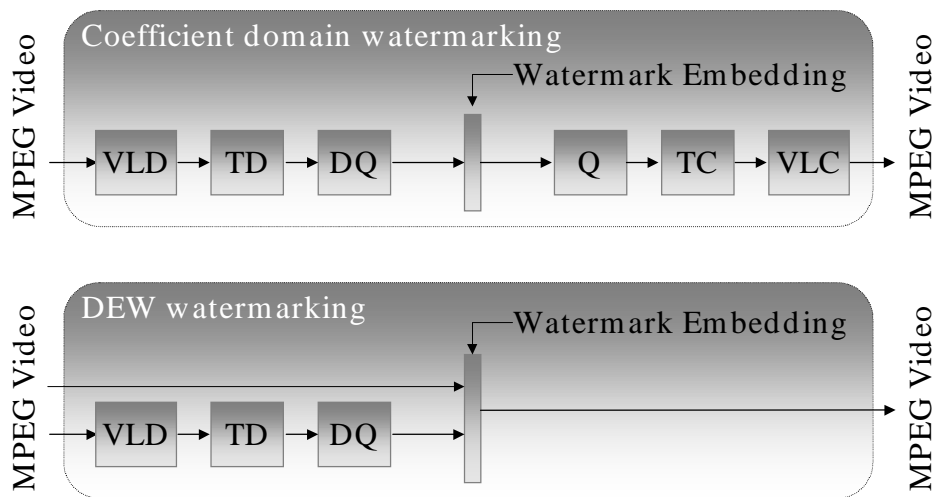 Coefficient domain watermarking
Watermark Embedding
MPEG Video
VLD TD DQ Q TC VLC
MPEG Video
DEW watermarking
Watermark Embedding
MPEG Video
VLD TD DQ
MPEG Video